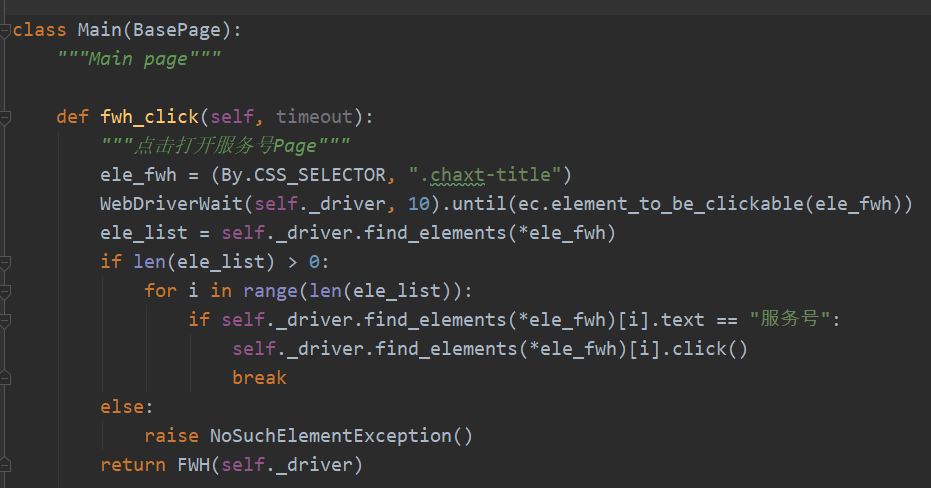 class Main(BasePage):
    """Main page"""

    def fwh_click(self, timeout):
        """点击打开服务号Page"""
        ele_fwh = (By.CSS_SELECTOR, ".chaxt-title")
        WebDriverWait(self._driver, 10).until(ec.element_to_be_clickable(ele_fwh))
        ele_list = self._driver.find_elements(*ele_fwh)
        if len(ele_list) > 0:
            for i in range(len(ele_list)):
                if self._driver.find_elements(*ele_fwh)[i].text == "服务号":
                    self._driver.find_elements(*ele_fwh)[i].click()
                    break
        else:
            raise NoSuchElementException()
        return FWH(self._driver)